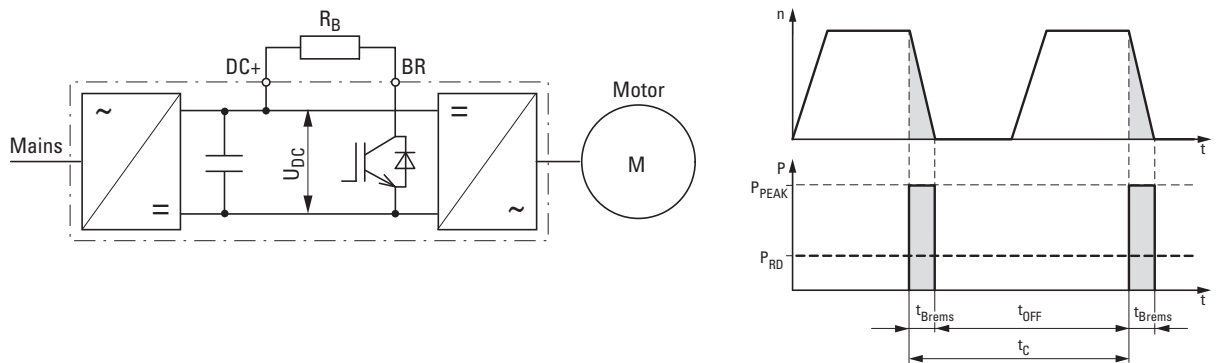 R_B
DC+
BR
Motor
~
=
Mains
U_DC
=
~
M
n
t
P
P_PEAK
P_RD
t
t_Brems
t_OFF
t_Brems
t_C